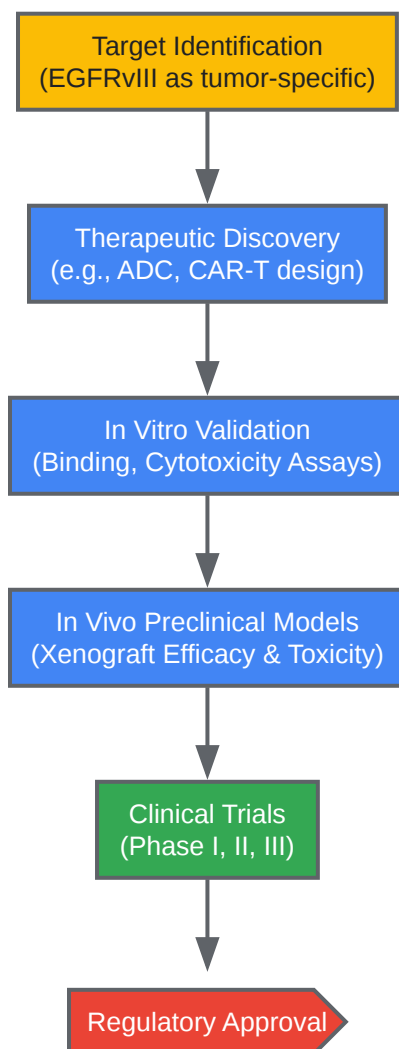 Target Identification
(EGFRvIII as tumor-specific)
Therapeutic Discovery
(e.g., ADC, CAR-T design)
In Vitro Validation
(Binding, Cytotoxicity Assays)
In Vivo Preclinical Models
(Xenograft Efficacy & Toxicity)
Clinical Trials
(Phase I, II, III)
Regulatory Approval